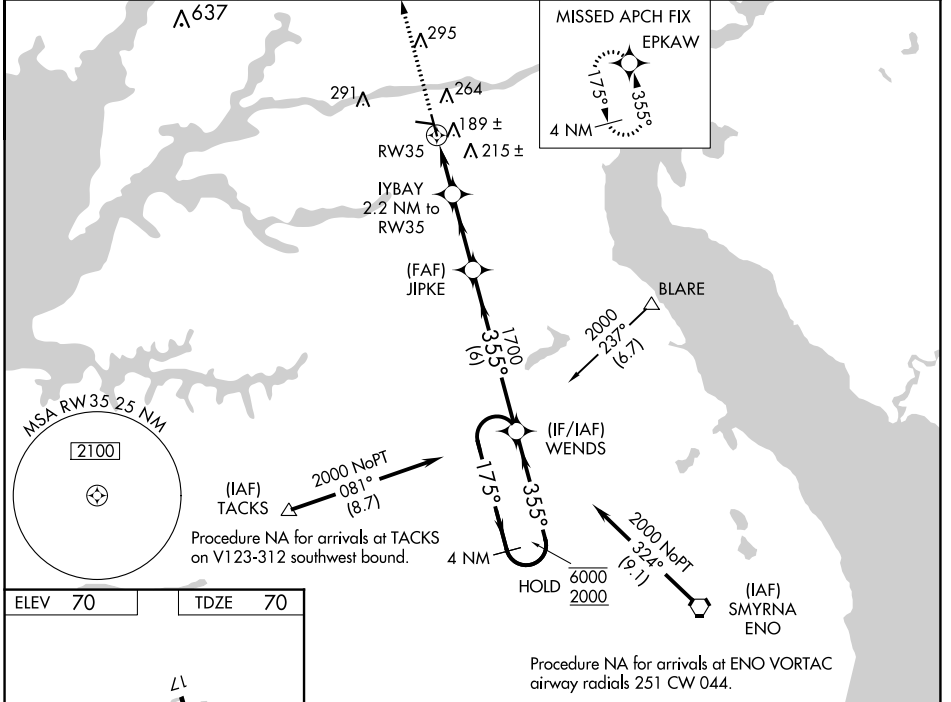 637
295
291
264
189 ±
215 ±
RW35
MISSED APCH FIX
EPKAW
175°
355°
4 NM
IYBAY
2.2 NM to
RW35
(FAF)
JIPKE
BLARE
2000
237°
(6.7)
1700
355°
(6)
MSA RW35 25 NM
2100
(IF/IAF)
WENDS
175°
355°
4 NM
HOLD
6000
2000
(IAF)
TACKS
2000 NoPT
081°
(8.7)
Procedure NA for arrivals at TACKS
on V123-312 southwest bound.
2000 NoPT
324°
(9.1)
(IAF)
SMYRNA
ENO
Procedure NA for arrivals at ENO VORTAC
airway radials 251 CW 044.
ELEV 70
TDZE 70
17